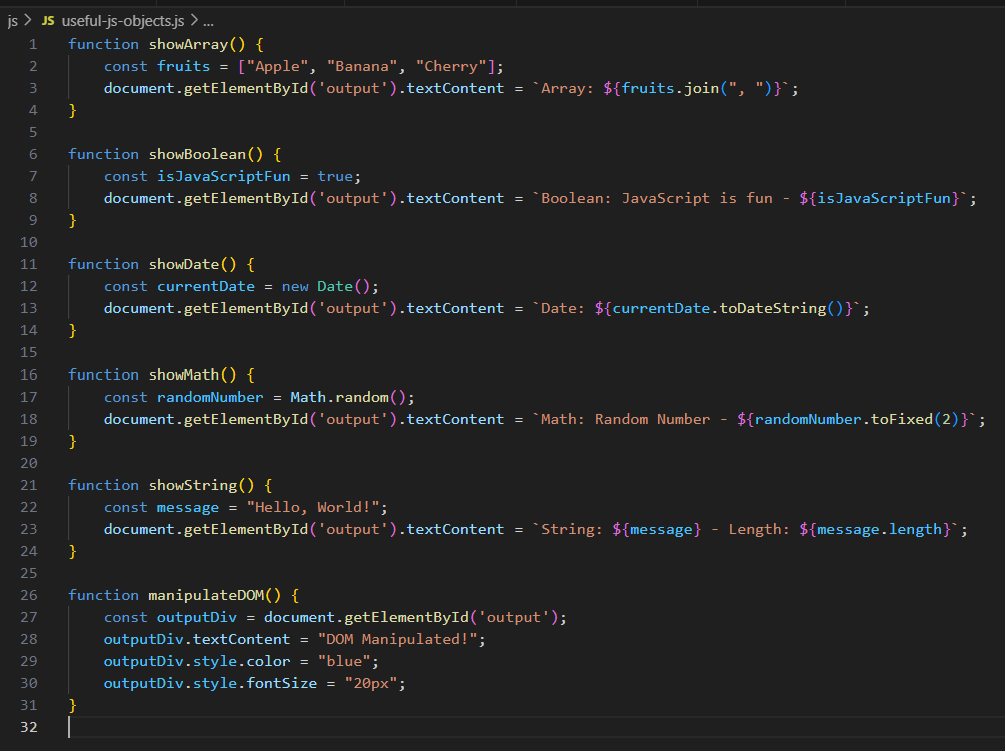 js > JS useful-js-objects.js > ...
1 function showArray() {
2     const fruits = ["Apple", "Banana", "Cherry"];
3     document.getElementById('output').textContent = `Array: ${fruits.join(", ")}`;
4 }
5
6 function showBoolean() {
7     const isJavaScriptFun = true;
8     document.getElementById('output').textContent = `Boolean: JavaScript is fun - ${isJavaScriptFun}`;
9 }
10
11 function showDate() {
12     const currentDate = new Date();
13     document.getElementById('output').textContent = `Date: ${currentDate.toDateString()}`;
14 }
15
16 function showMath() {
17     const randomNumber = Math.random();
18     document.getElementById('output').textContent = `Math: Random Number - ${randomNumber.toFixed(2)}`;
19 }
20
21 function showString() {
22     const message = "Hello, World!";
23     document.getElementById('output').textContent = `String: ${message} - Length: ${message.length}`;
24 }
25
26 function manipulateDOM() {
27     const outputDiv = document.getElementById('output');
28     outputDiv.textContent = "DOM Manipulated!";
29     outputDiv.style.color = "blue";
30     outputDiv.style.fontSize = "20px";
31 }
32